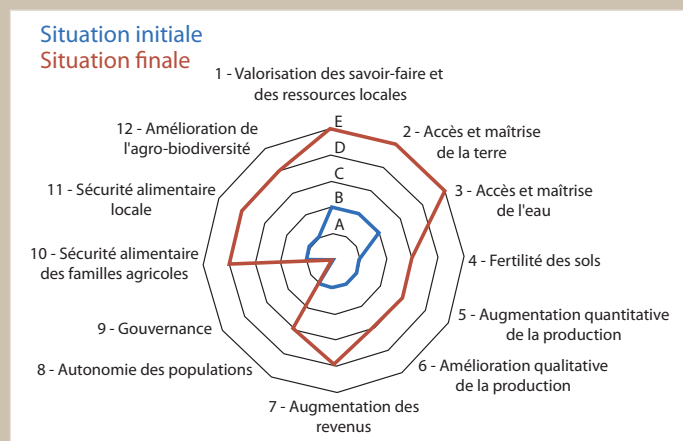 Situation initiale
Situation finale
1 - Valorisation des savoir-faire et
des ressources locales
2 - Accès et maîtrise
de la terre
3 - Accès et maîtrise
de l'eau
4 - Fertilité des sols
5 - Augmentation quantitative
de la production
6 - Amélioration qualitative
de la production
7 - Augmentation des
revenus
8 - Autonomie des populations
9 - Gouvernance
10 - Sécurité alimentaire
des familles agricoles
11 - Sécurité alimentaire
locale
12 - Amélioration de
l'agro-biodiversité
E
D
C
B
A